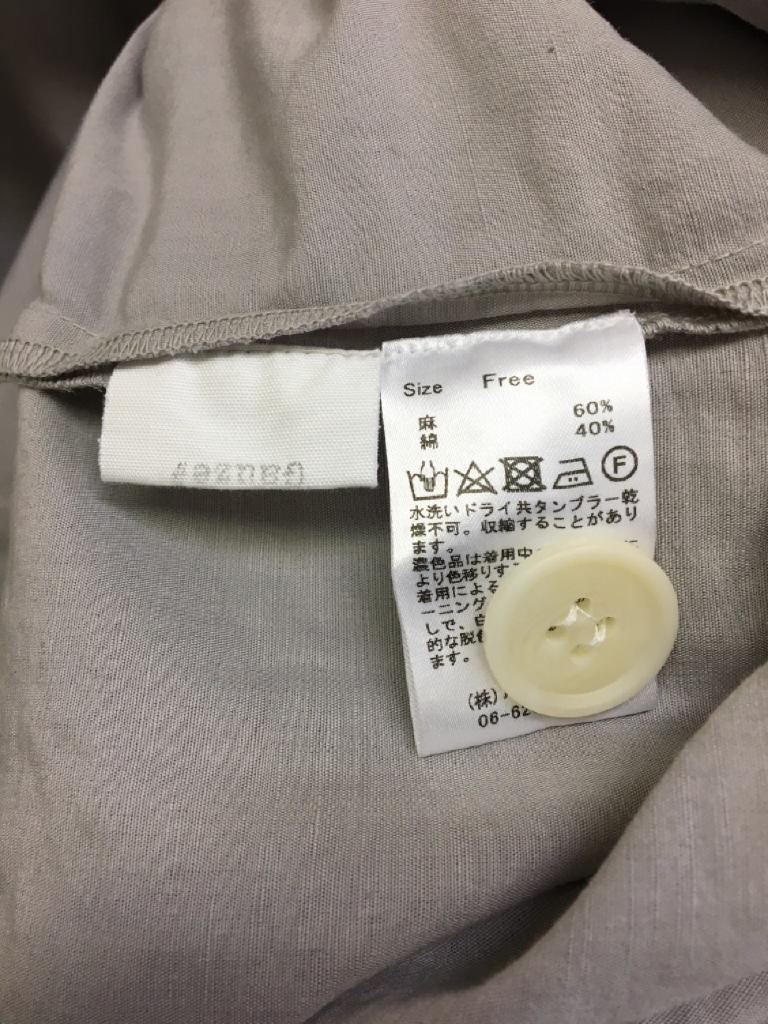 Size Free
麻 60%
綿 40%
F
水洗いドライ共タンブラー乾
燥不可。収縮することがあり
ます。
濃色品は着用中
より色移りす
着用による
ーニング
しで、
的な脱色
ます。
(株)
06-62
gauze#